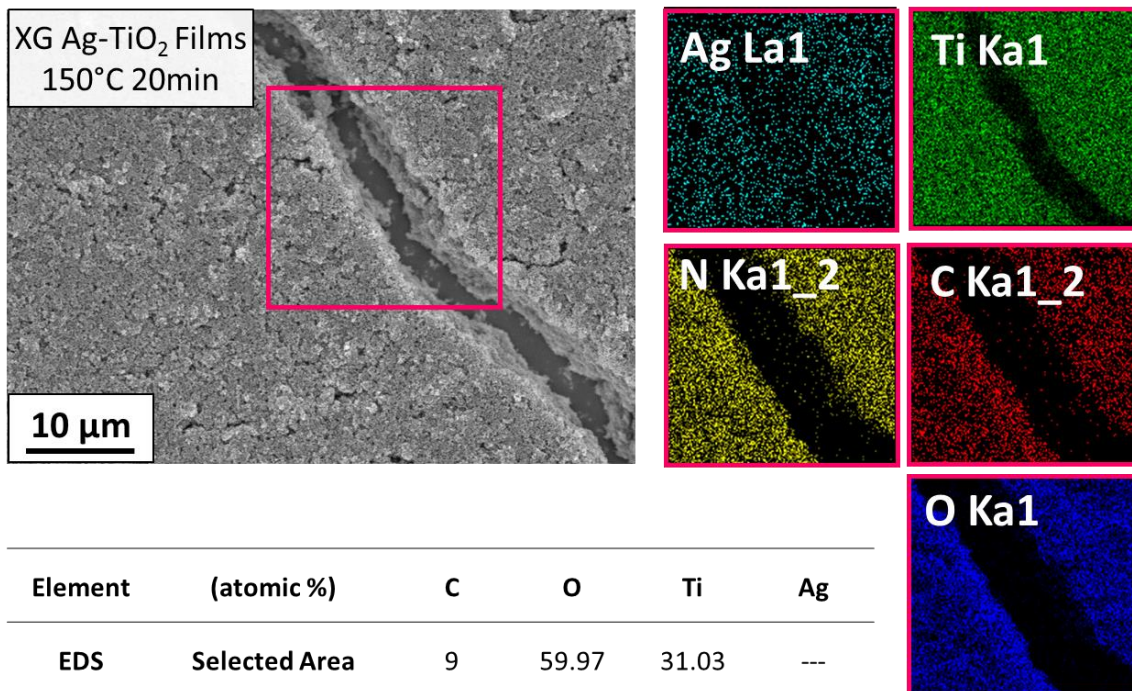 XG Ag-TiO₂ Films
150°C 20min
10 µm
Ag La1
Ti Ka1
N Ka1_2
C Ka1_2
O Ka1
Element (atomic %) C O Ti Ag
EDS Selected Area 9 59.97 31.03 ---